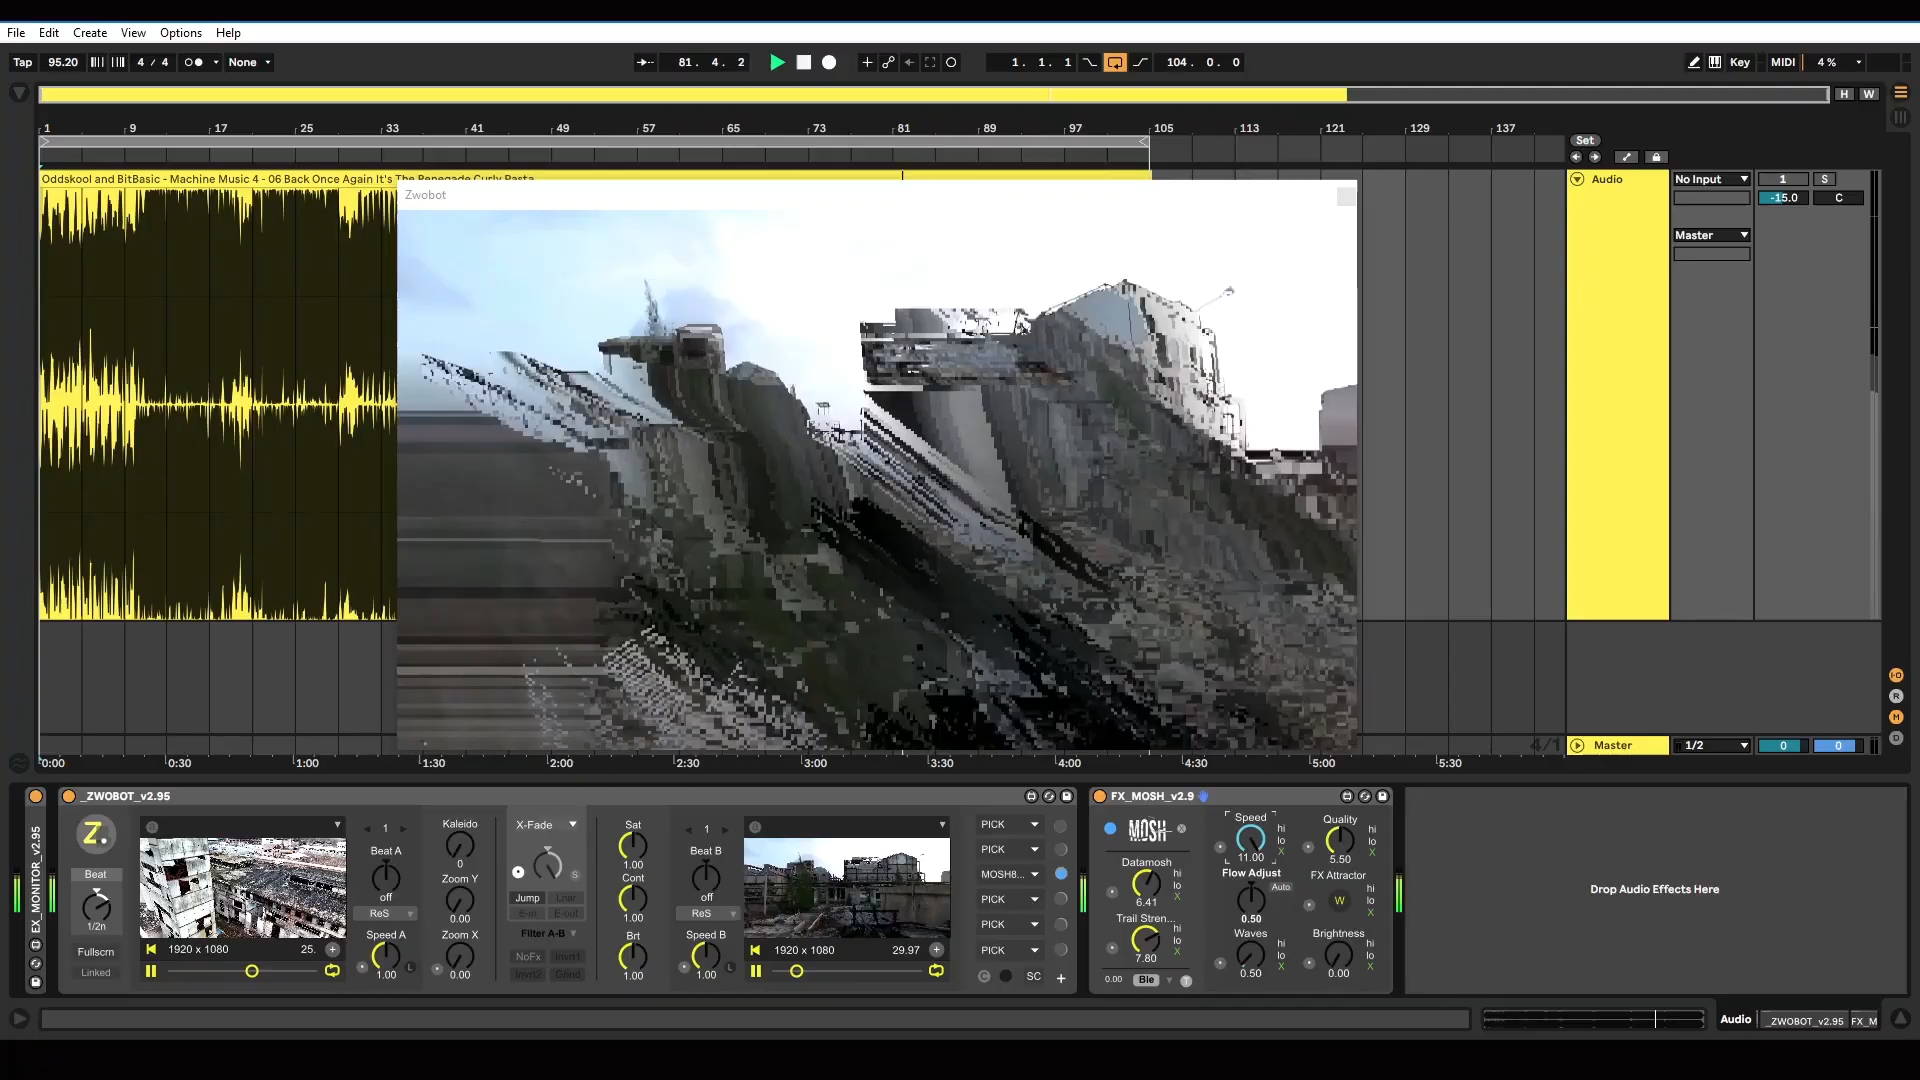 File Edit Create View Options Help
Tap 95.20 4 / 4 None 81. 4. 2 1. 1. 1 104. 0. 0 Key MIDI 4 %
H W
1 9 17 25 33 41 49 57 65 73 81 89 97 105 113 121 129 137
Set
Oddskool and BitBasic - Machine Music 4 - 06 Back Once Again It's The Renegade Curly Pasta
Audio No Input 1 S
Zwobot
-15.0 C
Master
I·O
R
M
D
4/1 Master 1/2 0 0
0:00 0:30 1:00 1:30 2:00 2:30 3:00 3:30 4:00 4:30 5:00 5:30
EX_MONITOR_v2.95
_ZWOBOT_v2.95
Z.
Beat
1/2n
Fullscrn
Linked
1920 x 1080 25.
1
Beat A
off
ReS
Speed A
1.00 L
Kaleido
0
Zoom Y
0.00
Zoom X
0.00
X-Fade
S
Jump Lnar
E-in E-out
Filter A-B
NoFx Invrt1
Invrt2 Grind
Sat
1.00
Cont
1.00
Brt
1.00
1
Beat B
off
ReS
Speed B
1.00 L
1920 x 1080 29.97
PICK
PICK
MOSH8...
PICK
PICK
PICK
C SC +
FX_MOSH_v2.9
MOSH
Datamosh
6.41
hi
lo
X
Trail Stren...
7.80
hi
lo
X
0.00 Ble T
Speed
11.00
hi
lo
X
Flow Adjust
Auto
0.50
Waves
0.50
hi
lo
X
Quality
5.50
hi
lo
X
FX Attractor
W
hi
lo
X
Brightness
0.00
hi
lo
X
Drop Audio Effects Here
Audio _ZWOBOT_v2.95 FX_M